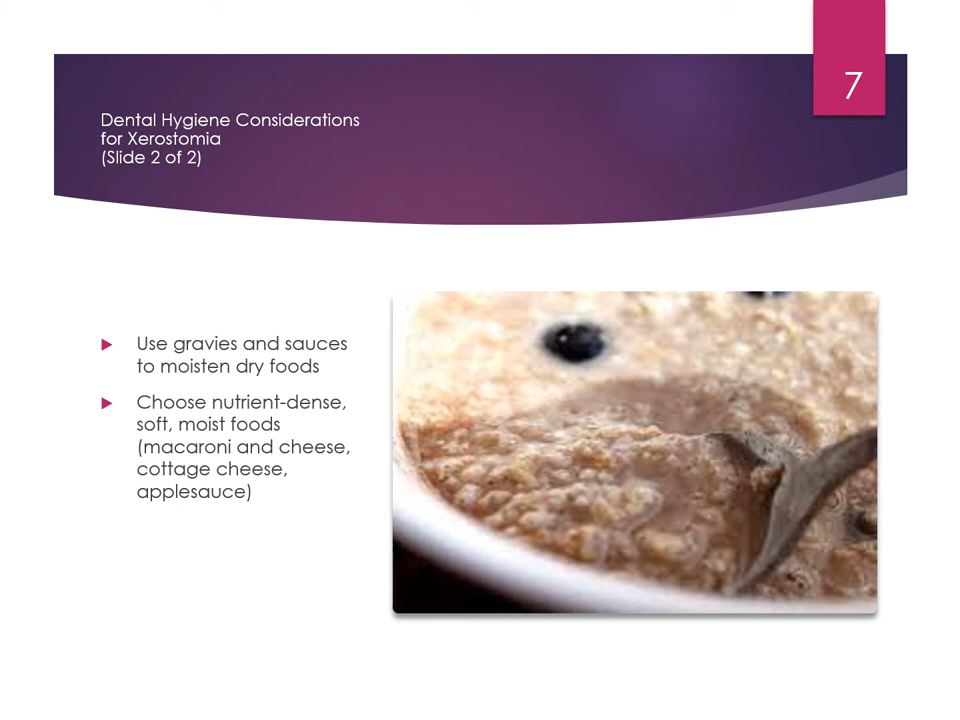 7
Dental Hygiene Considerations
for Xerostomia
(Slide 2 of 2)
Use gravies and sauces
to moisten dry foods
Choose nutrient-dense,
soft, moist foods
(macaroni and cheese,
cottage cheese,
applesauce)